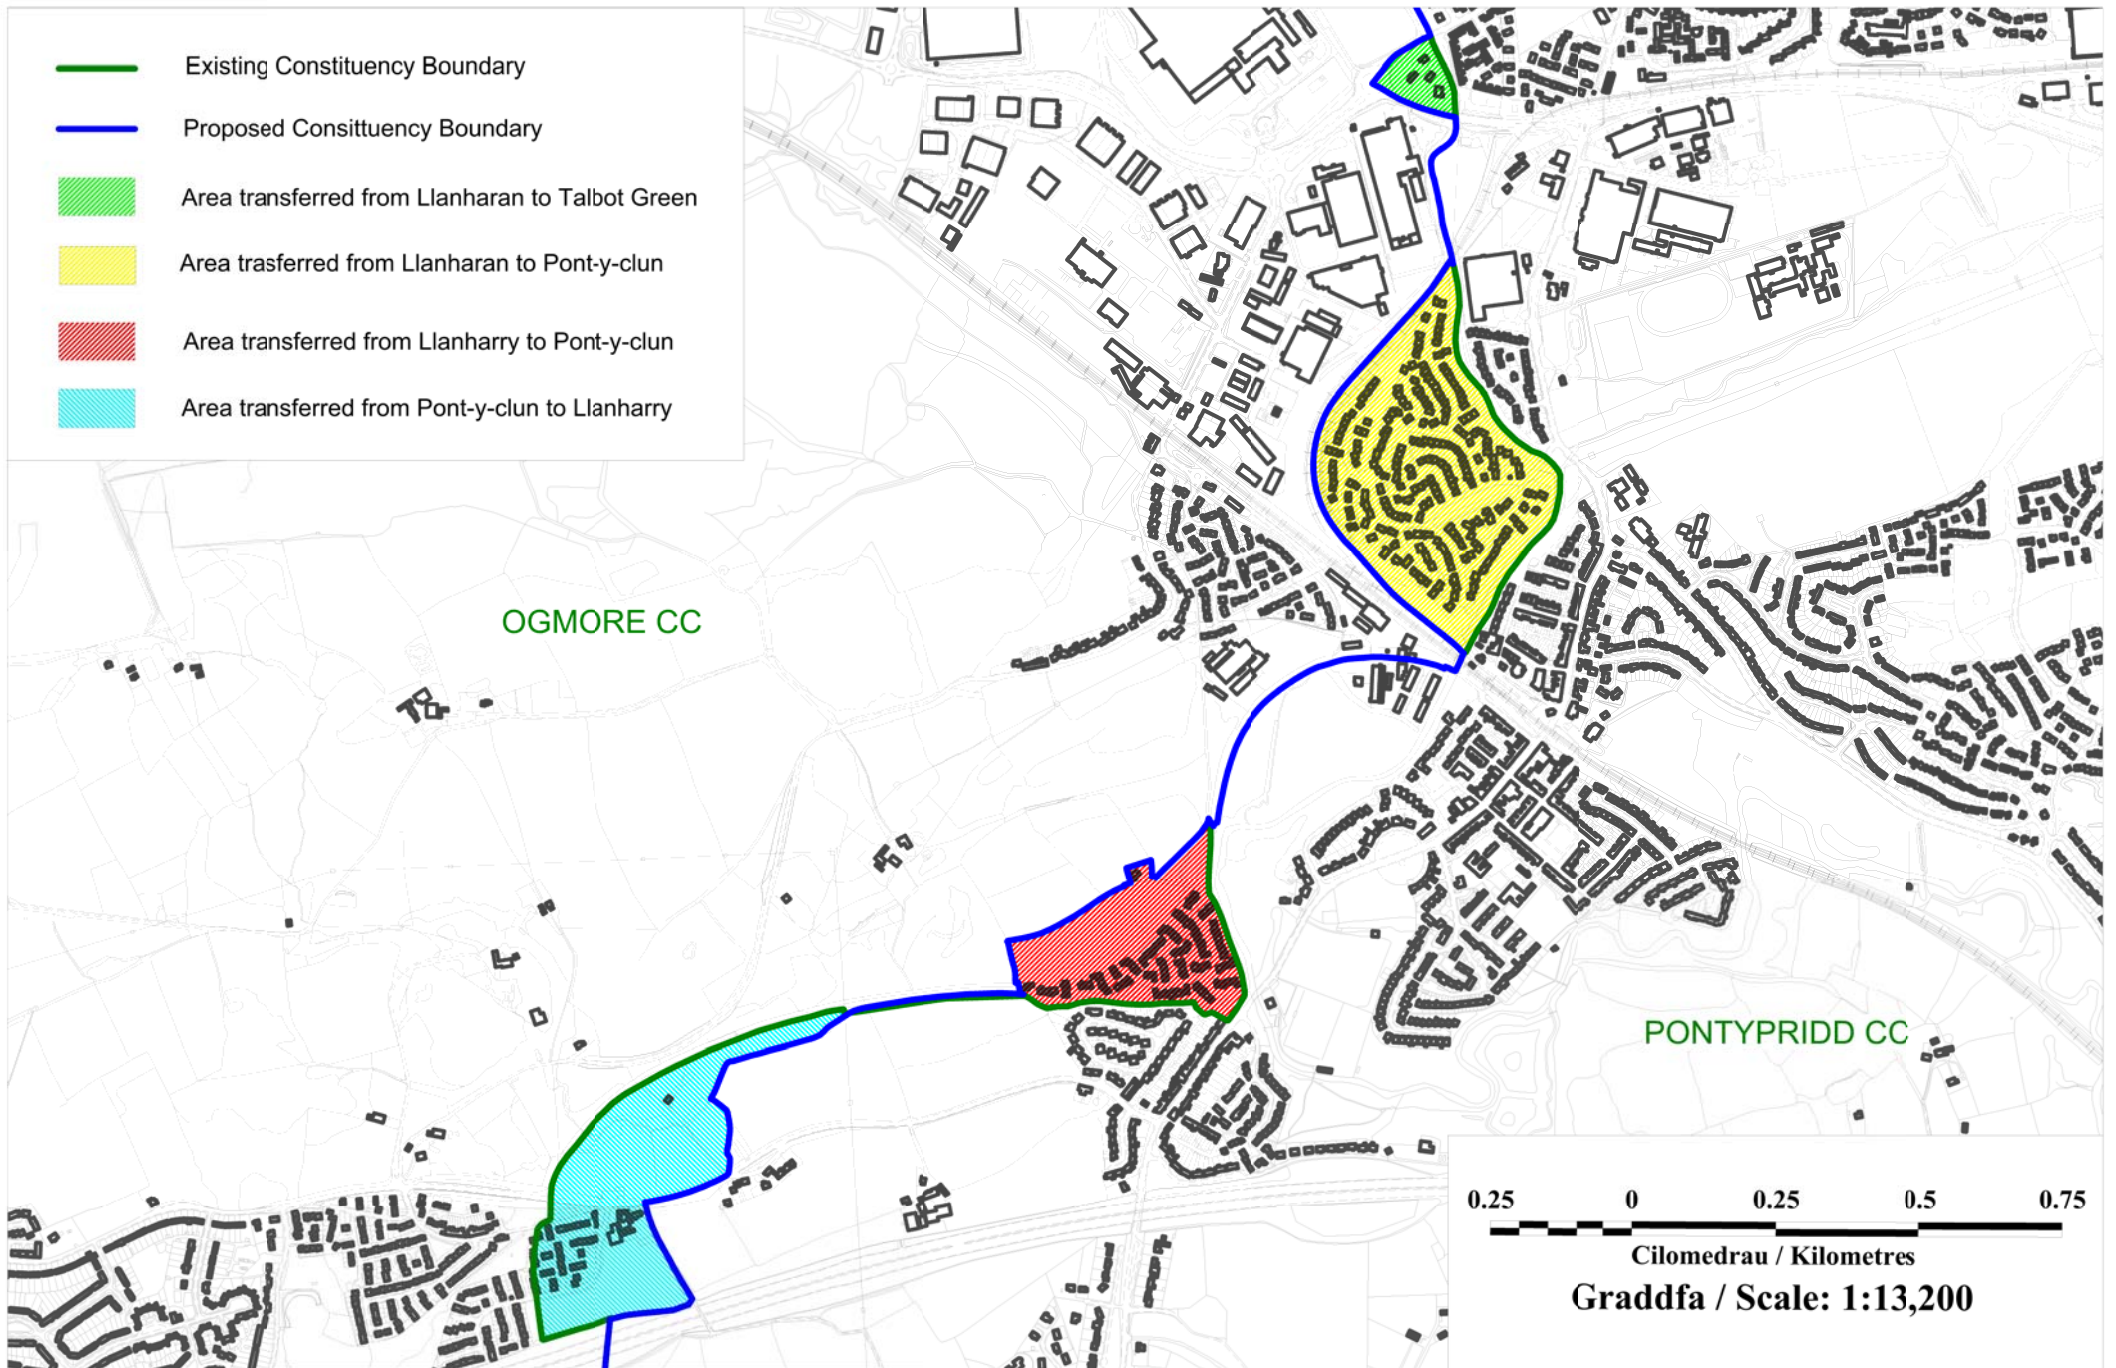 Existing Constituency Boundary
Proposed Consittuency Boundary
Area transferred from Llanharan to Talbot Green
Area trasferred from Llanharan to Pont-y-clun
Area transferred from Llanharry to Pont-y-clun
Area transferred from Pont-y-clun to Llanharry
OGMORE CC
PONTYPRIDD CC
0.25 0 0.25 0.5 0.75
Cilomedrau / Kilometres
Graddfa / Scale: 1:13,200